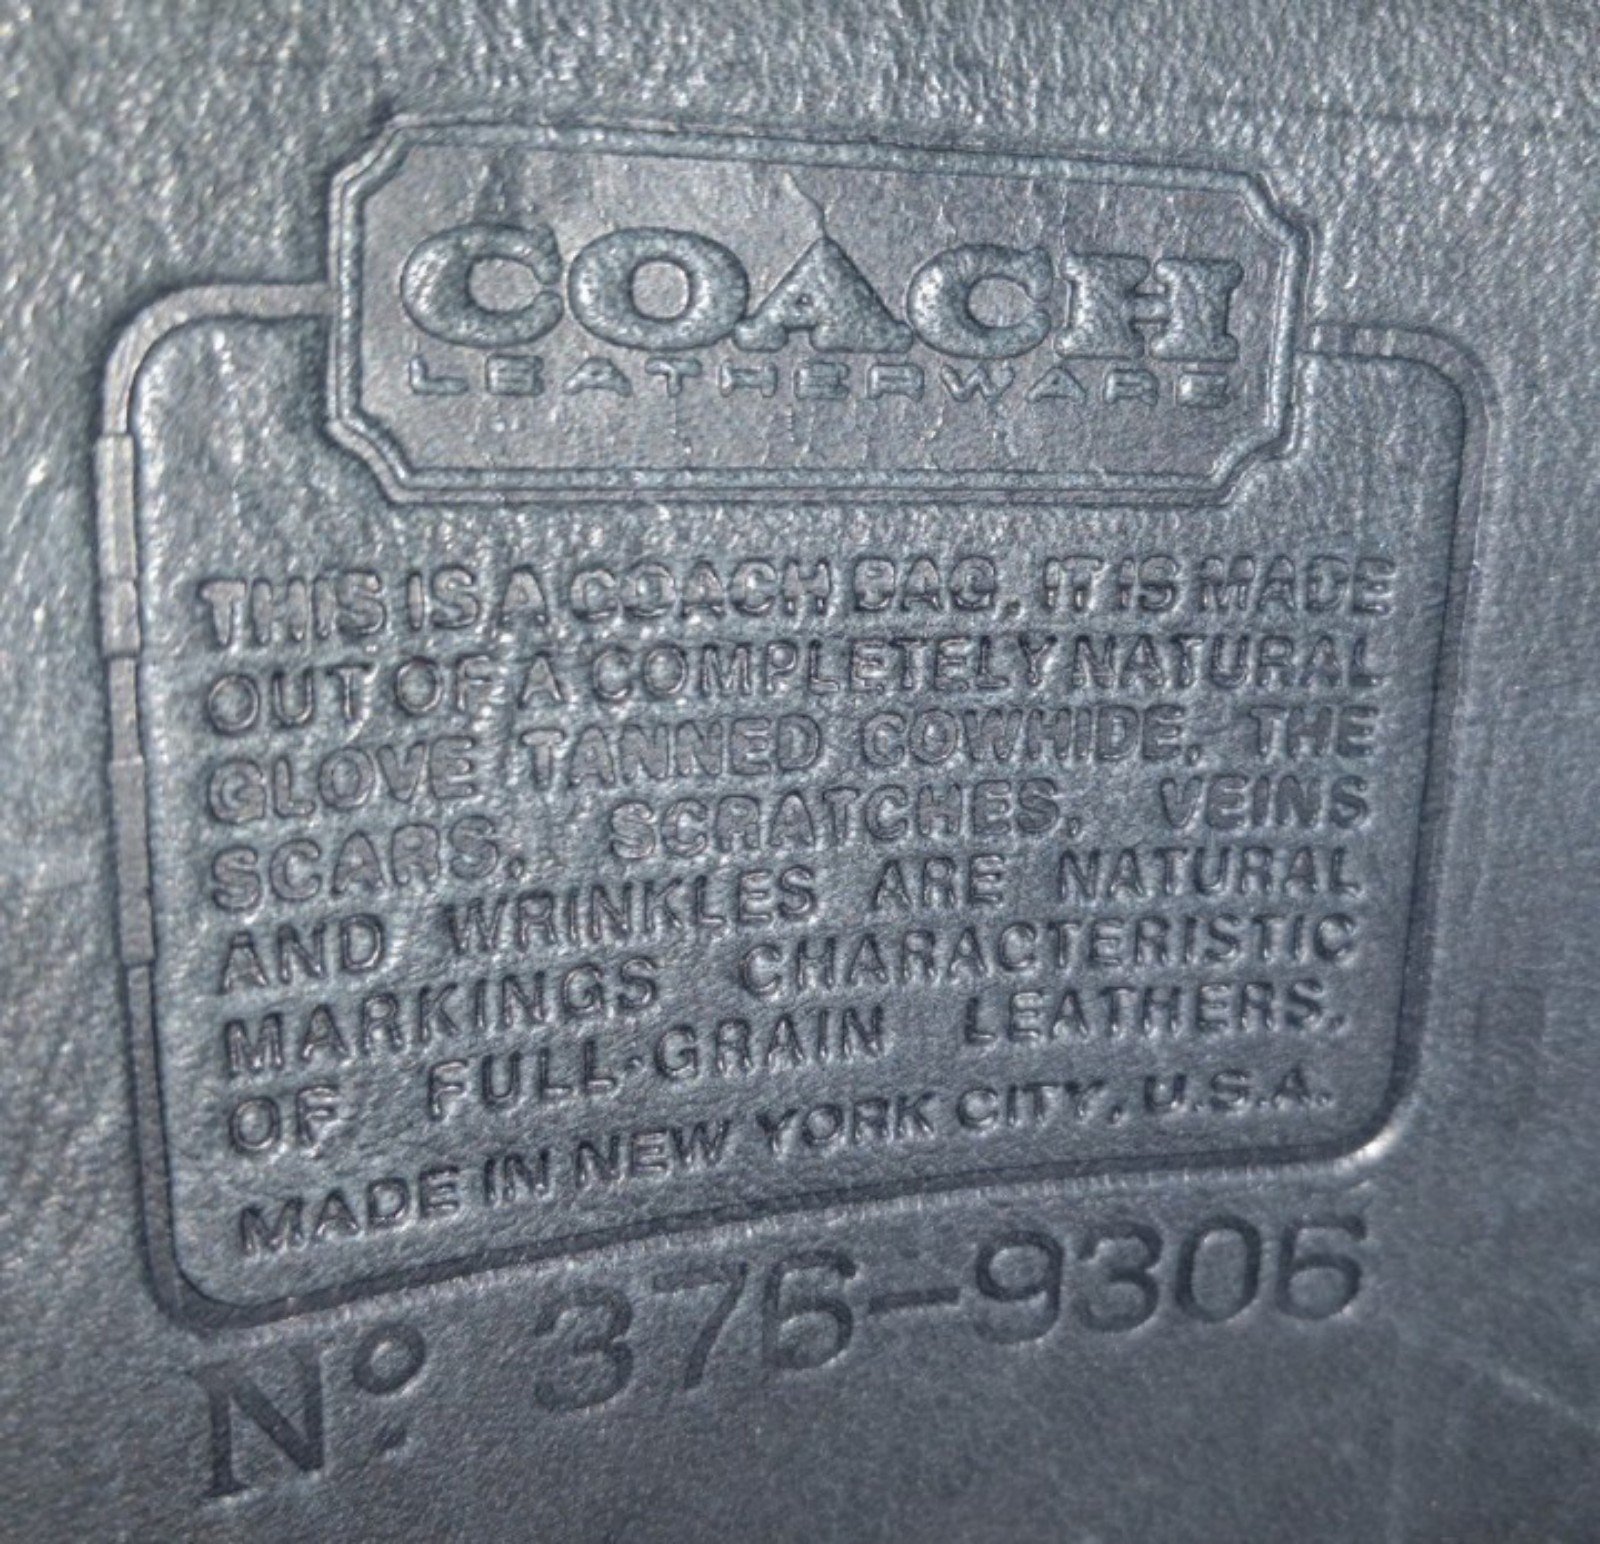 COACH
LEATHERWARE
THIS IS A COACH BAG. IT IS MADE
OUT OF A COMPLETELY NATURAL
GLOVE TANNED COWHIDE, THE
SCARS, SCRATCHES, VEINS
AND WRINKLES ARE NATURAL
MARKINGS CHARACTERISTIC
OF FULL-GRAIN LEATHERS.
MADE IN NEW YORK CITY, U.S.A.
No. 376-9305